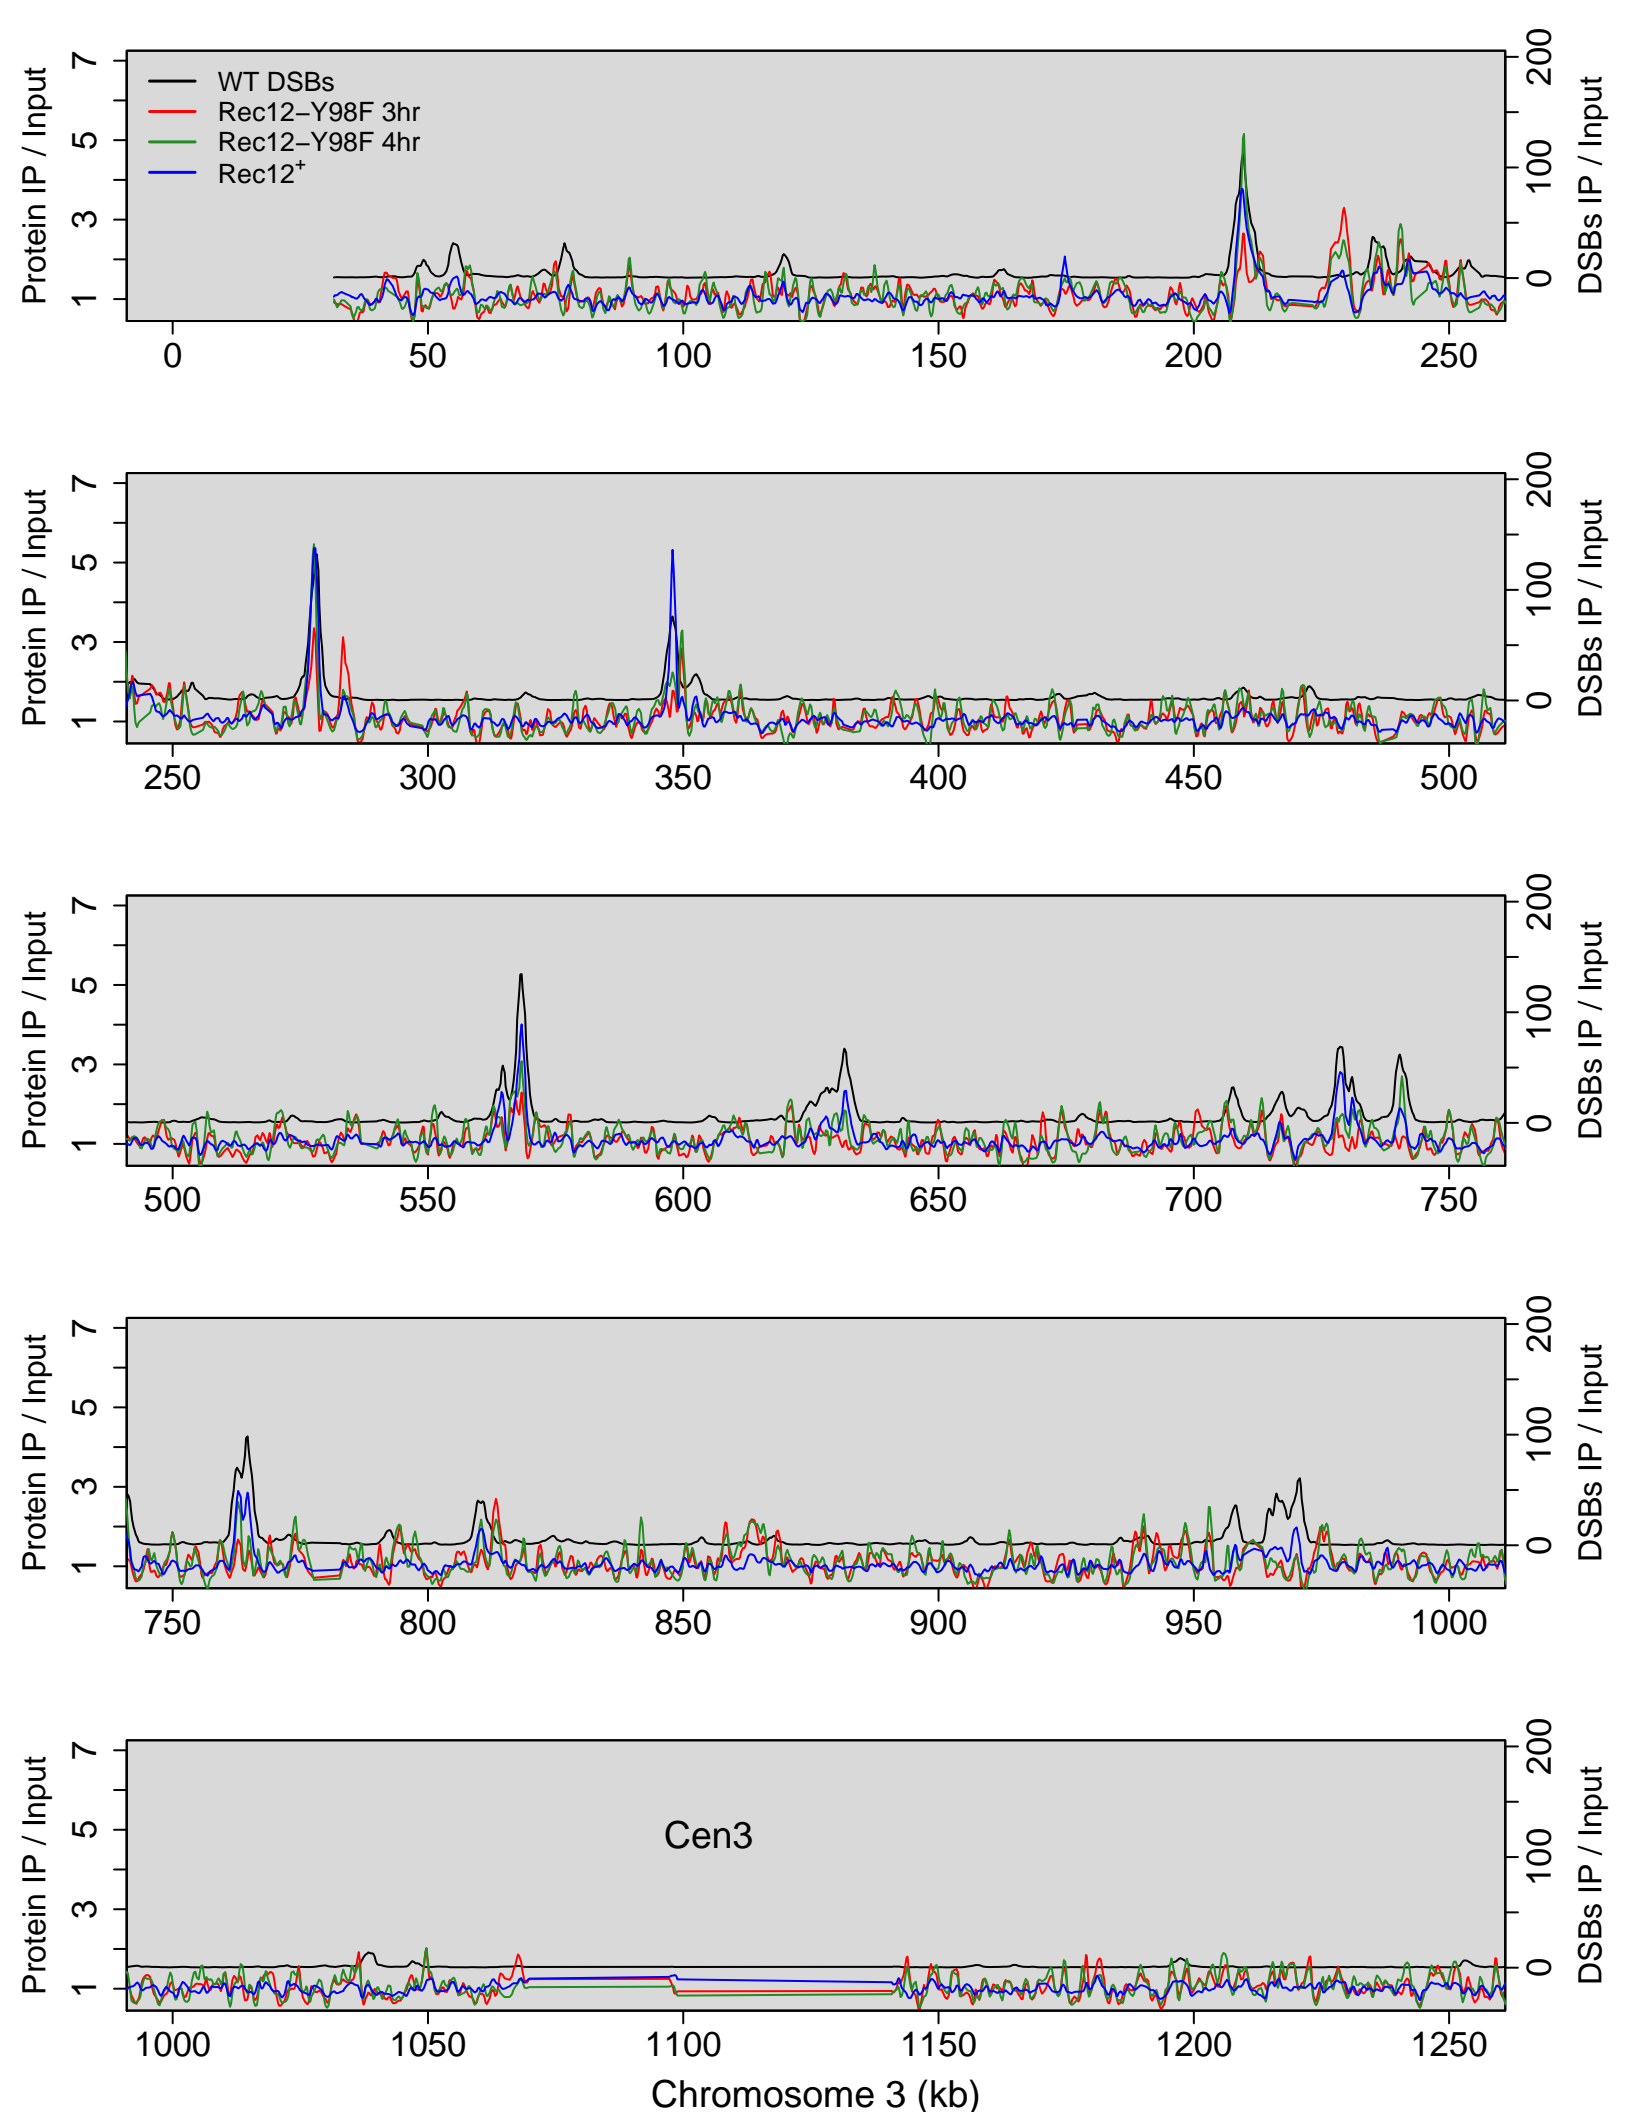 Protein IP / Input
7
5
3
1
WT DSBs
Rec12−Y98F 3hr
Rec12−Y98F 4hr
Rec12+
200
100
0
DSBs IP / Input
0 50 100 150 200 250
Protein IP / Input
7
5
3
1
200
100
0
DSBs IP / Input
250 300 350 400 450 500
Protein IP / Input
7
5
3
1
200
100
0
DSBs IP / Input
500 550 600 650 700 750
Protein IP / Input
7
5
3
1
200
100
0
DSBs IP / Input
750 800 850 900 950 1000
Protein IP / Input
7
5
3
1
Cen3
200
100
0
DSBs IP / Input
1000 1050 1100 1150 1200 1250
Chromosome 3 (kb)